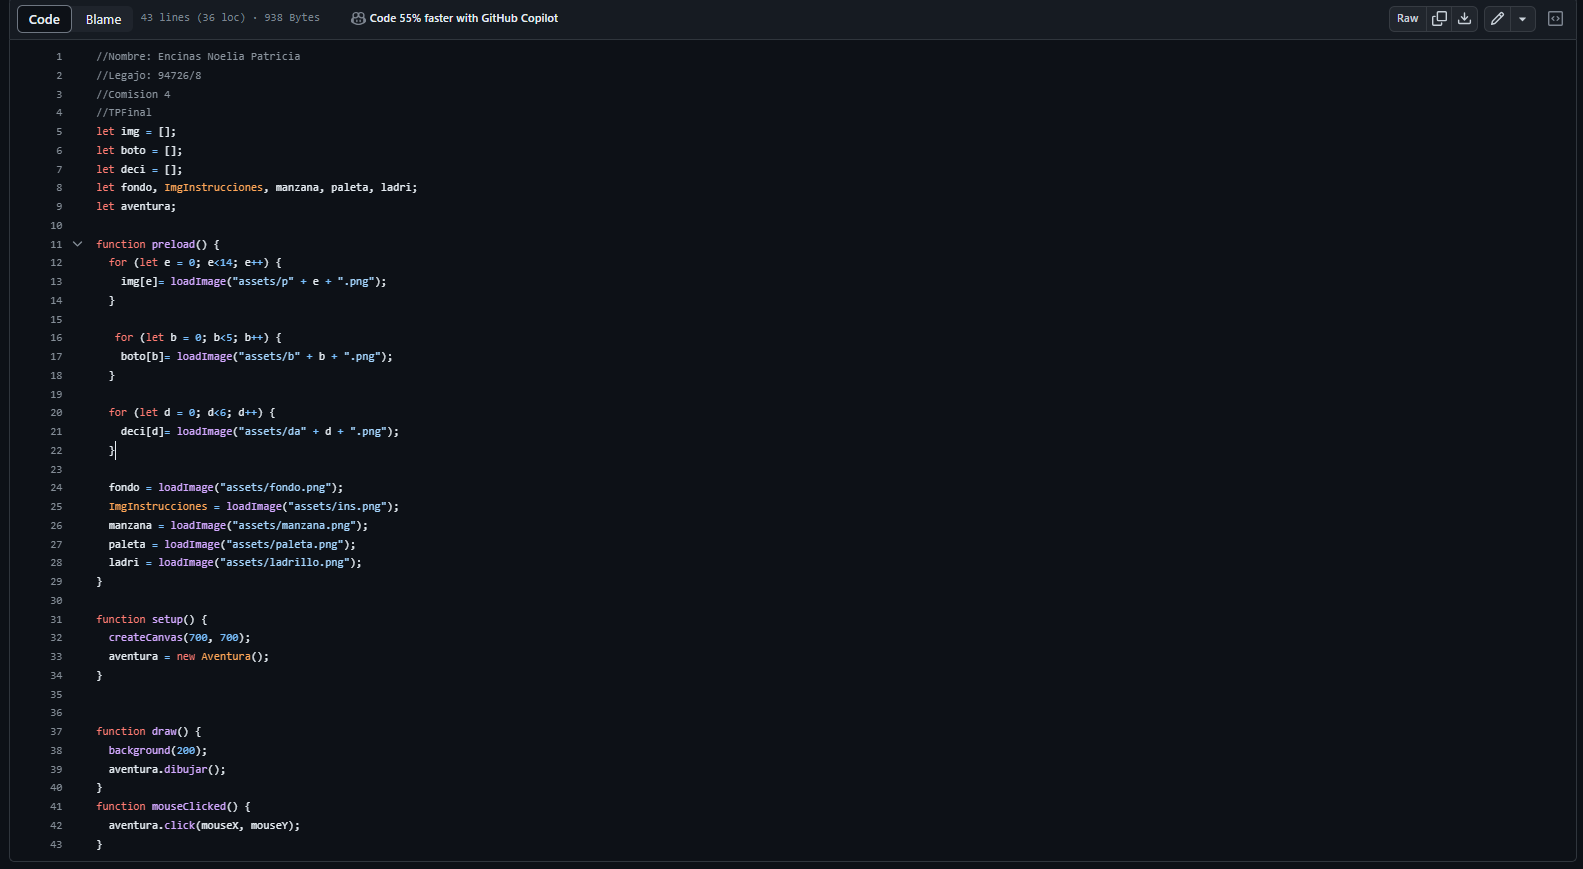 Code Blame 43 lines (36 loc) · 938 Bytes Code 55% faster with GitHub Copilot Raw
1 //Nombre: Encinas Noelia Patricia
2 //Legajo: 94726/8
3 //Comision 4
4 //TPFinal
5 let img = [];
6 let boto = [];
7 let deci = [];
8 let fondo, ImgInstrucciones, manzana, paleta, ladri;
9 let aventura;
10
11 function preload() {
12 for (let e = 0; e<14; e++) {
13 img[e]= loadImage("assets/p" + e + ".png");
14 }
15
16 for (let b = 0; b<5; b++) {
17 boto[b]= loadImage("assets/b" + b + ".png");
18 }
19
20 for (let d = 0; d<6; d++) {
21 deci[d]= loadImage("assets/da" + d + ".png");
22 }
23
24 fondo = loadImage("assets/fondo.png");
25 ImgInstrucciones = loadImage("assets/ins.png");
26 manzana = loadImage("assets/manzana.png");
27 paleta = loadImage("assets/paleta.png");
28 ladri = loadImage("assets/ladrillo.png");
29 }
30
31 function setup() {
32 createCanvas(700, 700);
33 aventura = new Aventura();
34 }
35
36
37 function draw() {
38 background(200);
39 aventura.dibujar();
40 }
41 function mouseClicked() {
42 aventura.click(mouseX, mouseY);
43 }